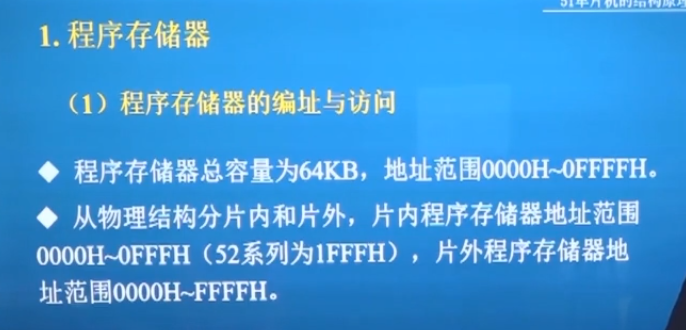 51单片机的结构原理
1. 程序存储器
（1）程序存储器的编址与访问
◆ 程序存储器总容量为64KB，地址范围0000H~0FFFFH。
◆ 从物理结构分片内和片外，片内程序存储器地址范围
0000H~0FFFH（52系列为1FFFH），片外程序存储器地
址范围0000H~FFFFH。